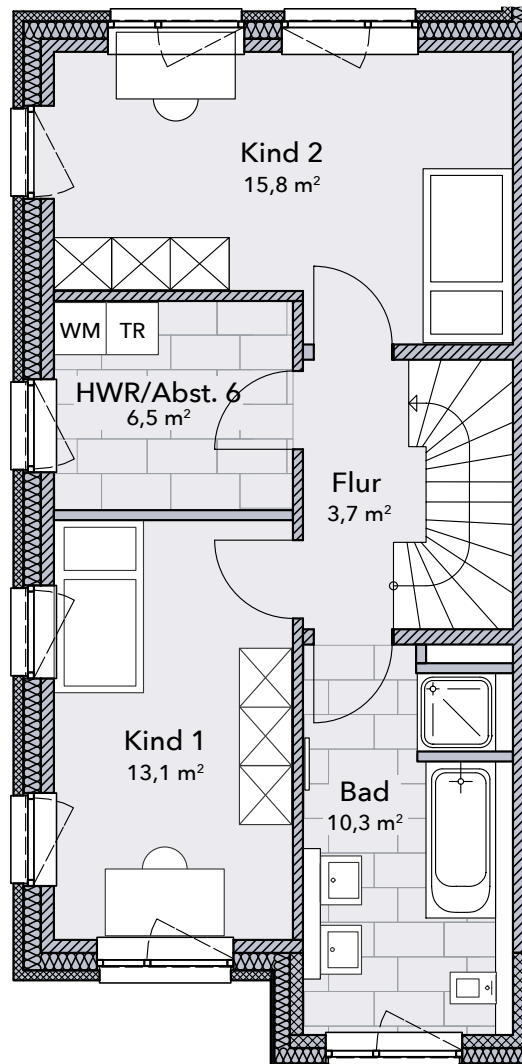 Kind 2
15,8 m²
WM TR
HWR/Abst. 6
6,5 m²
Flur
3,7 m²
Kind 1
13,1 m²
Bad
10,3 m²